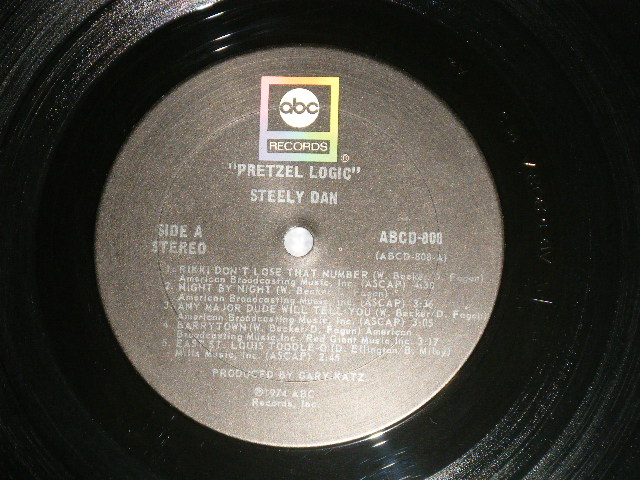 abc
RECORDS
®
"PRETZEL LOGIC"
STEELY DAN
SIDE A
STEREO
ABCD-808
(ABCD-808-A)
1. RIKKI DON'T LOSE THAT NUMBER (W. Becker/D. Fagen)
American Broadcasting Music, Inc. (ASCAP) 4:30
2. NIGHT BY NIGHT (W. Becker Fagen)
American Broadcasting Music, Inc. (ASCAP) 3:36
3. ANY MAJOR DUDE WILL TELL YOU (W. Becker/D. Fagen)
American Broadcasting Music, Inc. (ASCAP) 3:05
4. BARRYTOWN (W. Becker-D. Fagen) American
Broadcasting Music, Inc. Red Giant Music Inc. 3:17
5. EAST ST. LOUIS TOODLE-O (D. Ellington/B. Miley)
Mills Music, Inc. (ASCAP) 2:45
PRODUCED BY GARY KATZ
℗1974 ABC
Records, Inc.